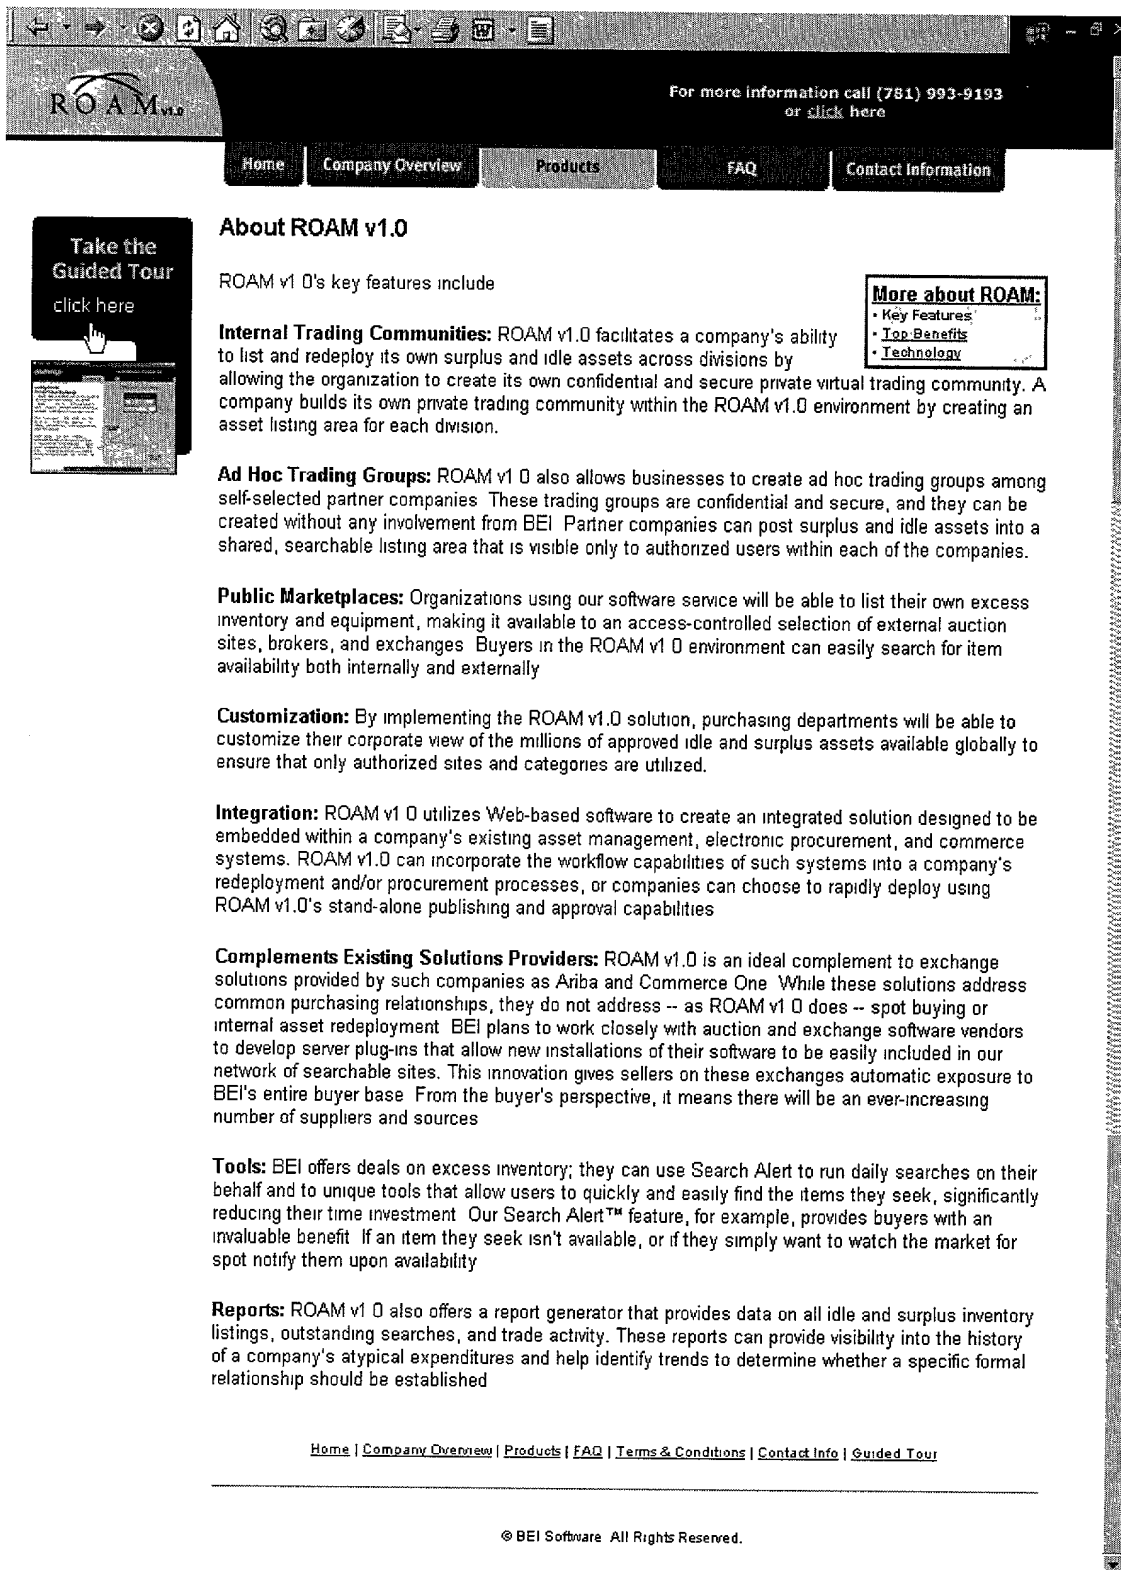 ROAM v1.0
For more information call (781) 993-9193
or click here
Home
Company Overview
Products
FAQ
Contact Information
Take the
Guided Tour
click here
About ROAM v1.0
ROAM v1 0's key features include
More about ROAM:
• Key Features
• Top Benefits
• Technology
Internal Trading Communities: ROAM v1.0 facilitates a company's ability
to list and redeploy its own surplus and idle assets across divisions by
allowing the organization to create its own confidential and secure private virtual trading community. A
company builds its own private trading community within the ROAM v1.0 environment by creating an
asset listing area for each division.
Ad Hoc Trading Groups: ROAM v1 0 also allows businesses to create ad hoc trading groups among
self-selected partner companies These trading groups are confidential and secure, and they can be
created without any involvement from BEI Partner companies can post surplus and idle assets into a
shared, searchable listing area that is visible only to authorized users within each of the companies.
Public Marketplaces: Organizations using our software service will be able to list their own excess
inventory and equipment, making it available to an access-controlled selection of external auction
sites, brokers, and exchanges Buyers in the ROAM v1 0 environment can easily search for item
availability both internally and externally
Customization: By implementing the ROAM v1.0 solution, purchasing departments will be able to
customize their corporate view of the millions of approved idle and surplus assets available globally to
ensure that only authorized sites and categories are utilized.
Integration: ROAM v1 0 utilizes Web-based software to create an integrated solution designed to be
embedded within a company's existing asset management, electronic procurement, and commerce
systems. ROAM v1.0 can incorporate the workflow capabilities of such systems into a company's
redeployment and/or procurement processes, or companies can choose to rapidly deploy using
ROAM v1.0's stand-alone publishing and approval capabilities
Complements Existing Solutions Providers: ROAM v1.0 is an ideal complement to exchange
solutions provided by such companies as Ariba and Commerce One While these solutions address
common purchasing relationships, they do not address -- as ROAM v1 0 does -- spot buying or
internal asset redeployment BEI plans to work closely with auction and exchange software vendors
to develop server plug-ins that allow new installations of their software to be easily included in our
network of searchable sites. This innovation gives sellers on these exchanges automatic exposure to
BEI's entire buyer base From the buyer's perspective, it means there will be an ever-increasing
number of suppliers and sources
Tools: BEI offers deals on excess inventory; they can use Search Alert to run daily searches on their
behalf and to unique tools that allow users to quickly and easily find the items they seek, significantly
reducing their time investment Our Search Alert™ feature, for example, provides buyers with an
invaluable benefit If an item they seek isn't available, or if they simply want to watch the market for
spot notify them upon availability
Reports: ROAM v1 0 also offers a report generator that provides data on all idle and surplus inventory
listings, outstanding searches, and trade activity. These reports can provide visibility into the history
of a company's atypical expenditures and help identify trends to determine whether a specific formal
relationship should be established
Home | Company Overview | Products | FAQ | Terms & Conditions | Contact Info | Guided Tour
© BEI Software All Rights Reserved.